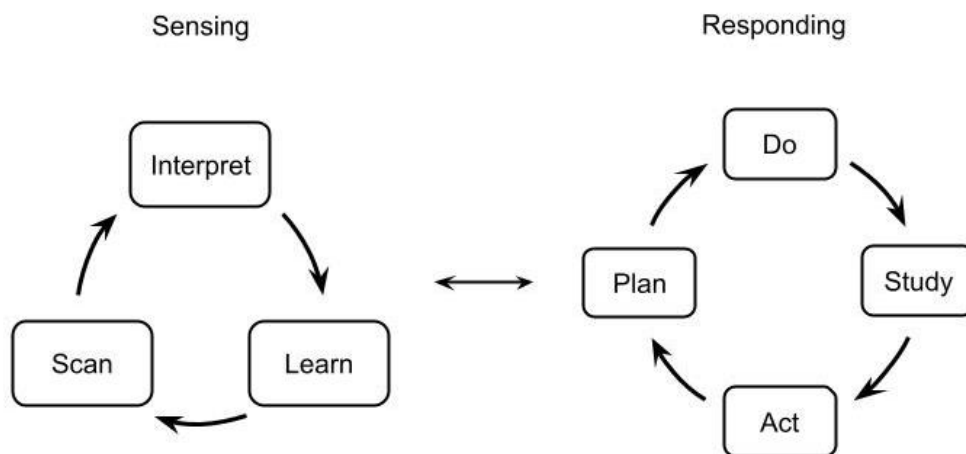 Sensing
Responding
Interpret
Scan
Learn
Do
Plan
Study
Act